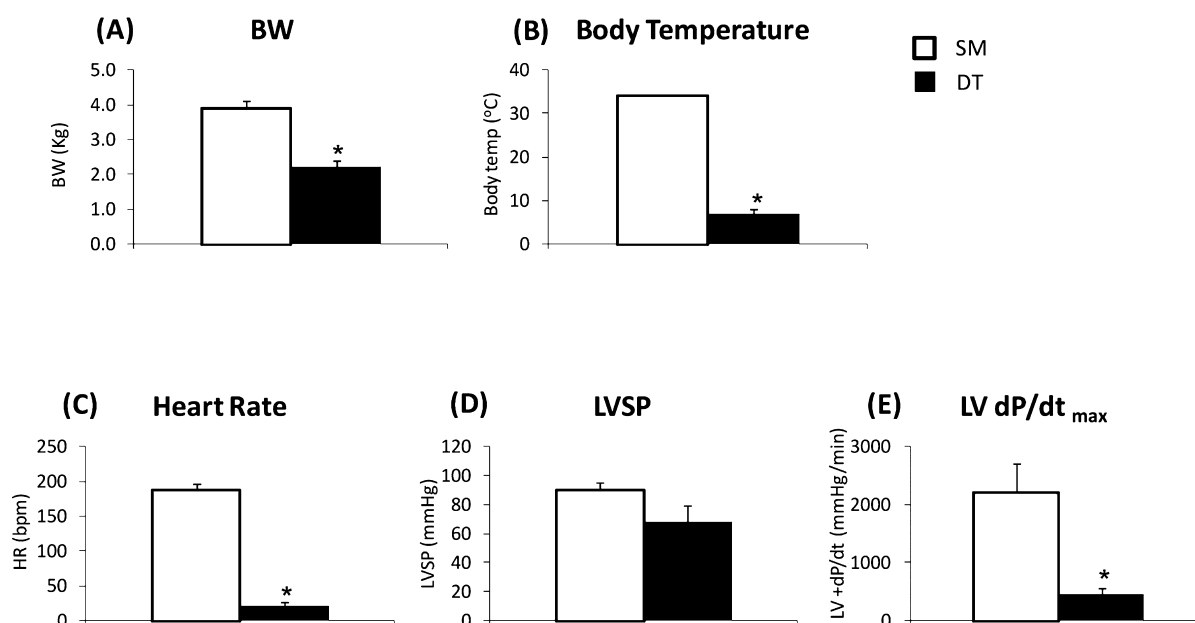 (A) BW
5.0
4.0
3.0
2.0
1.0
0.0
BW (Kg)
*
(B) Body Temperature
40
30
20
10
0
Body temp (°C)
*
SM
DT
(C) Heart Rate
250
200
150
100
50
0
HR (bpm)
*
(D) LVSP
120
100
80
60
40
20
0
LVSP (mmHg)
(E) LV dP/dt max
3000
2000
1000
0
LV +dP/dt (mmHg/min)
*